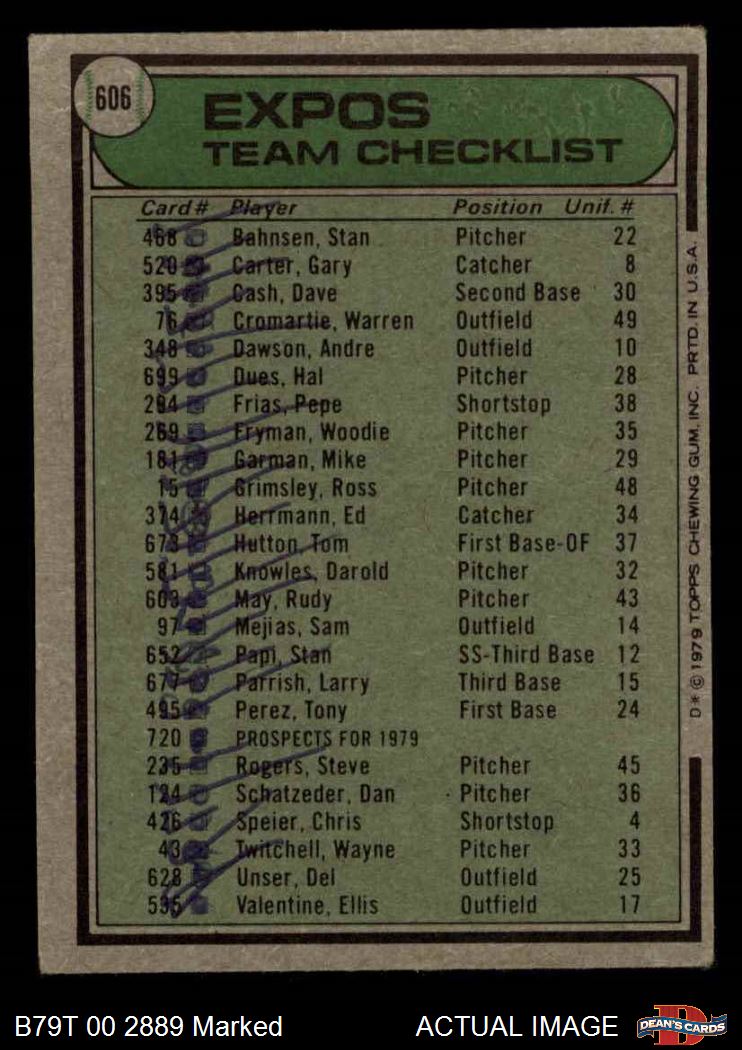 606
EXPOS
TEAM CHECKLIST
Card # Player Position Unif. #
468 Bahnsen, Stan Pitcher 22
520 Carter, Gary Catcher 8
395 Cash, Dave Second Base 30
76 Cromartie, Warren Outfield 49
348 Dawson, Andre Outfield 10
699 Dues, Hal Pitcher 28
294 Frias, Pepe Shortstop 38
269 Fryman, Woodie Pitcher 35
181 Garman, Mike Pitcher 29
15 Grimsley, Ross Pitcher 48
374 Herrmann, Ed Catcher 34
673 Hutton, Tom First Base-OF 37
581 Knowles, Darold Pitcher 32
603 May, Rudy Pitcher 43
97 Mejias, Sam Outfield 14
652 Papi, Stan SS-Third Base 12
677 Parrish, Larry Third Base 15
495 Perez, Tony First Base 24
720 PROSPECTS FOR 1979
235 Rogers, Steve Pitcher 45
124 Schatzeder, Dan Pitcher 36
426 Speier, Chris Shortstop 4
43 Twitchell, Wayne Pitcher 33
628 Unser, Del Outfield 25
535 Valentine, Ellis Outfield 17
D* © 1979 TOPPS CHEWING GUM, INC. PRTD. IN U.S.A.
B79T 00 2889 Marked ACTUAL IMAGE
DEAN'S CARDS